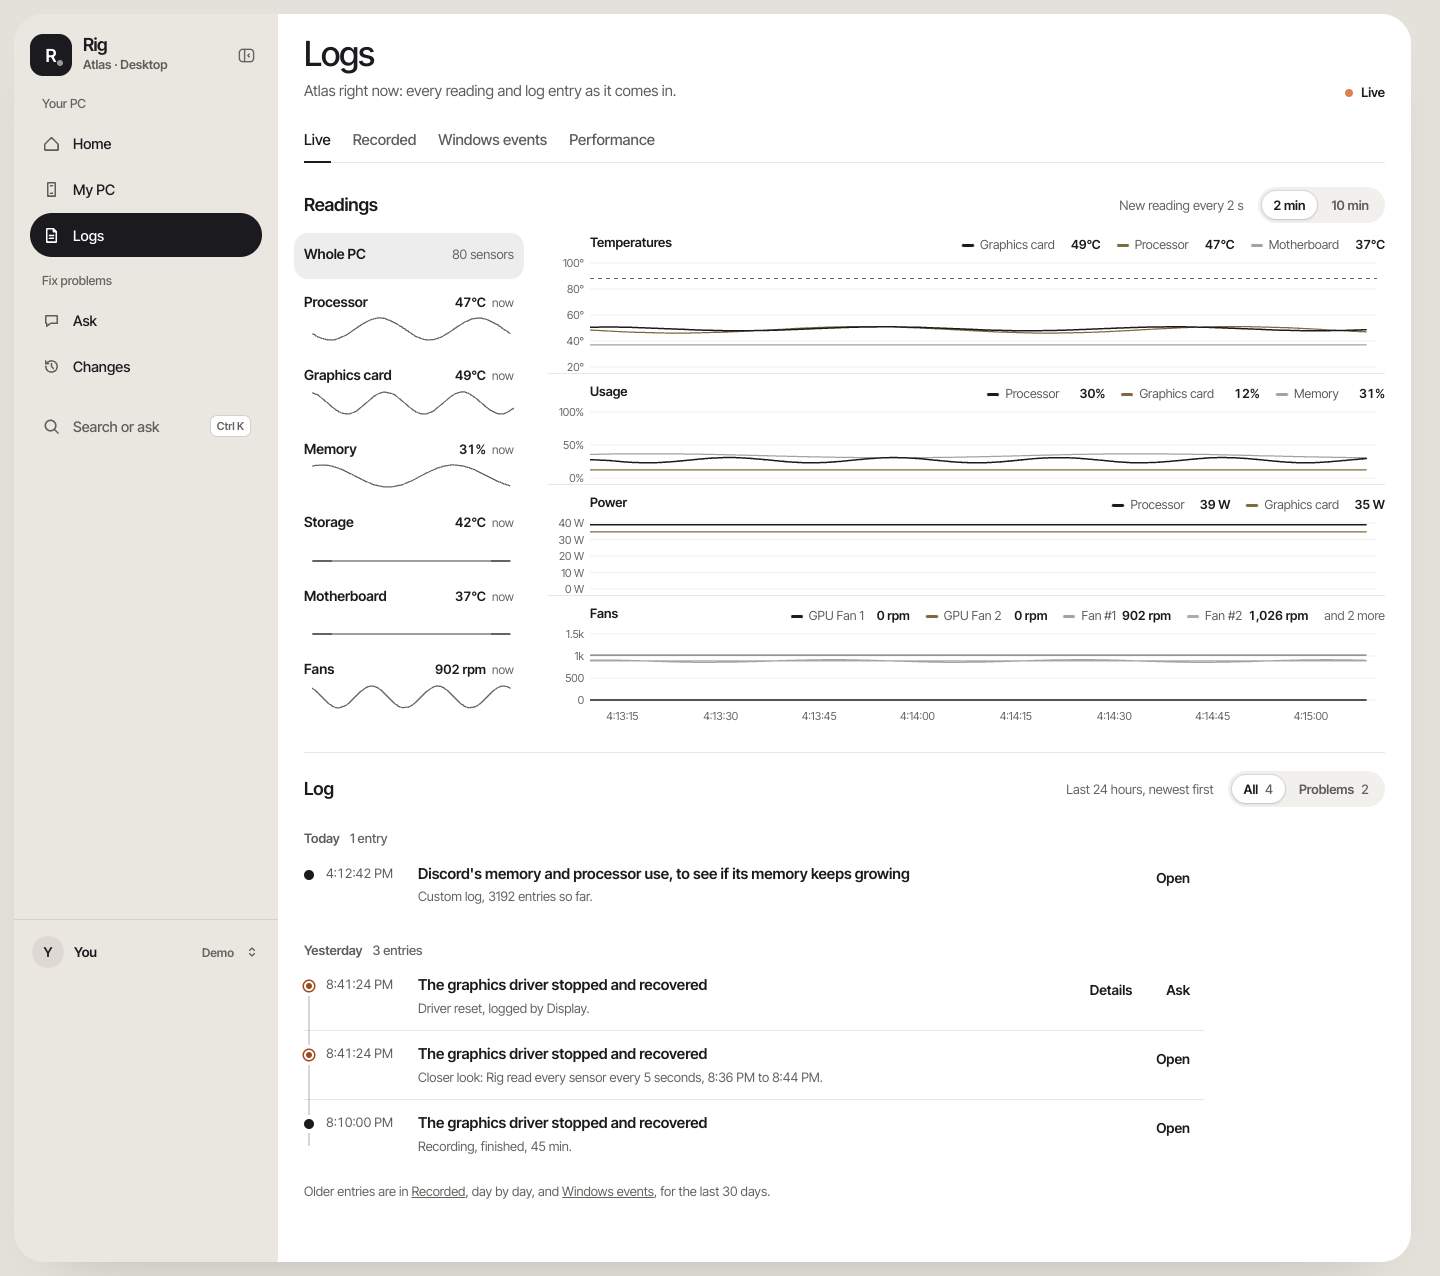 R.
Rig
Atlas · Desktop
Your PC
Home
My PC
Logs
Fix problems
Ask
Changes
Search or ask
Ctrl K
Y
You
Demo
Logs
Atlas right now: every reading and log entry as it comes in.
Live
Live Recorded Windows events Performance
Readings
New reading every 2 s
2 min 10 min
Whole PC 80 sensors
Processor 47°C now
Graphics card 49°C now
Memory 31% now
Storage 42°C now
Motherboard 37°C now
Fans 902 rpm now
Temperatures
Graphics card 49°C Processor 47°C Motherboard 37°C
100°
80°
60°
40°
20°
Usage
Processor 30% Graphics card 12% Memory 31%
100%
50%
0%
Power
Processor 39 W Graphics card 35 W
40 W
30 W
20 W
10 W
0 W
Fans
GPU Fan 1 0 rpm GPU Fan 2 0 rpm Fan #1 902 rpm Fan #2 1,026 rpm and 2 more
1.5k
1k
500
0
4:13:15 4:13:30 4:13:45 4:14:00 4:14:15 4:14:30 4:14:45 4:15:00
Log
Last 24 hours, newest first
All 4 Problems 2
Today 1 entry
4:12:42 PM
Discord's memory and processor use, to see if its memory keeps growing
Custom log, 3192 entries so far.
Open
Yesterday 3 entries
8:41:24 PM
The graphics driver stopped and recovered
Driver reset, logged by Display.
Details Ask
8:41:24 PM
The graphics driver stopped and recovered
Closer look: Rig read every sensor every 5 seconds, 8:36 PM to 8:44 PM.
Open
8:10:00 PM
The graphics driver stopped and recovered
Recording, finished, 45 min.
Open
Older entries are in Recorded, day by day, and Windows events, for the last 30 days.